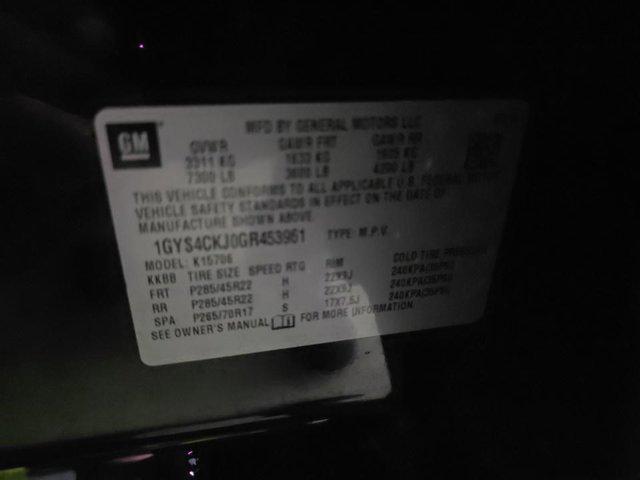 GM
MFD BY GENERAL MOTORS LLC
GVWR GAWR FRT GAWR RR
3311 KG 1633 KG 1905 KG
7300 LB 3600 LB 4200 LB
THIS VEHICLE CONFORMS TO ALL APPLICABLE U.S. FEDERAL MOTOR
VEHICLE SAFETY STANDARDS IN EFFECT ON THE DATE OF
MANUFACTURE SHOWN ABOVE.
1GYS4CKJ0GR453961 TYPE: M.P.V.
MODEL: K15706
KKBB TIRE SIZE SPEED RTG RIM COLD TIRE PRESSURE
FRT P285/45R22 H 22X9J 240KPA(35PSI)
RR P285/45R22 H 22X9J 240KPA(35PSI)
SPA P265/70R17 S 17X7.5J 240KPA(35PSI)
SEE OWNER'S MANUAL FOR MORE INFORMATION.